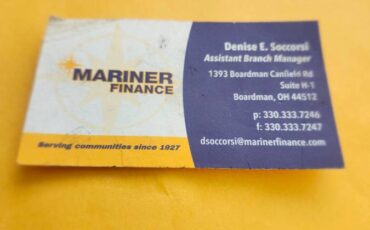 MARINER
FINANCE
Serving communities since 1927
Denise E. Soccorsi
Assistant Branch Manager
1393 Boardman Canfield Rd
Suite H-1
Boardman, OH 44512
p: 330.333.7246
f: 330.333.7247
dsoccorsi@marinerfinance.com